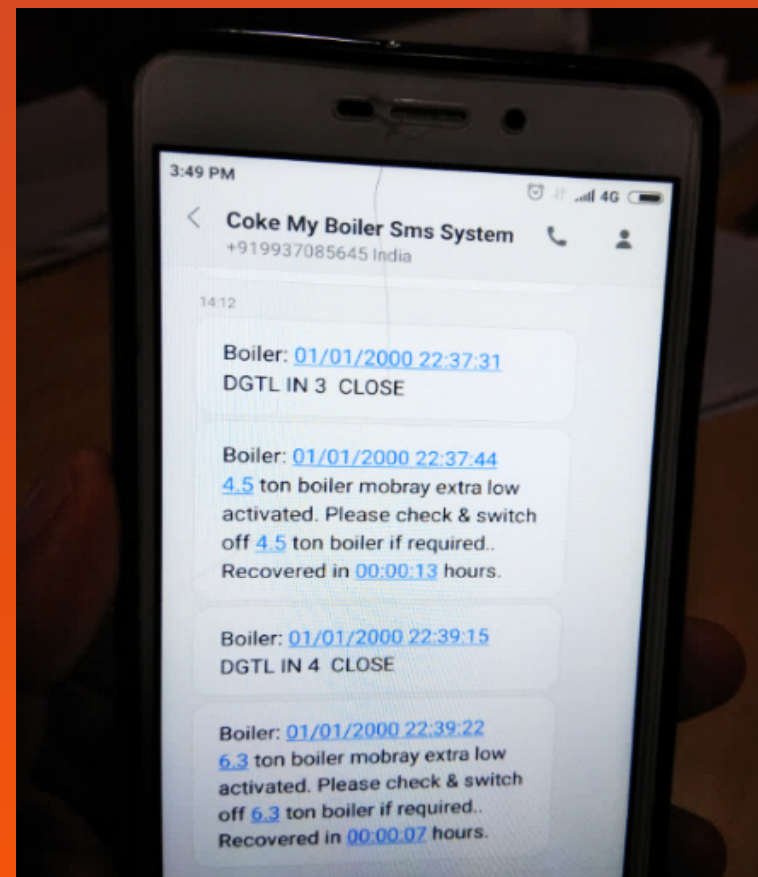 3:49 PM
4G
Coke My Boiler Sms System
+919937085645 India
14:12
Boiler: 01/01/2000 22:37:31
DGTL IN 3 CLOSE
Boiler: 01/01/2000 22:37:44
4.5 ton boiler mobray extra low
activated. Please check & switch
off 4.5 ton boiler if required..
Recovered in 00:00:13 hours.
Boiler: 01/01/2000 22:39:15
DGTL IN 4 CLOSE
Boiler: 01/01/2000 22:39:22
6.3 ton boiler mobray extra low
activated. Please check & switch
off 6.3 ton boiler if required..
Recovered in 00:00:07 hours.